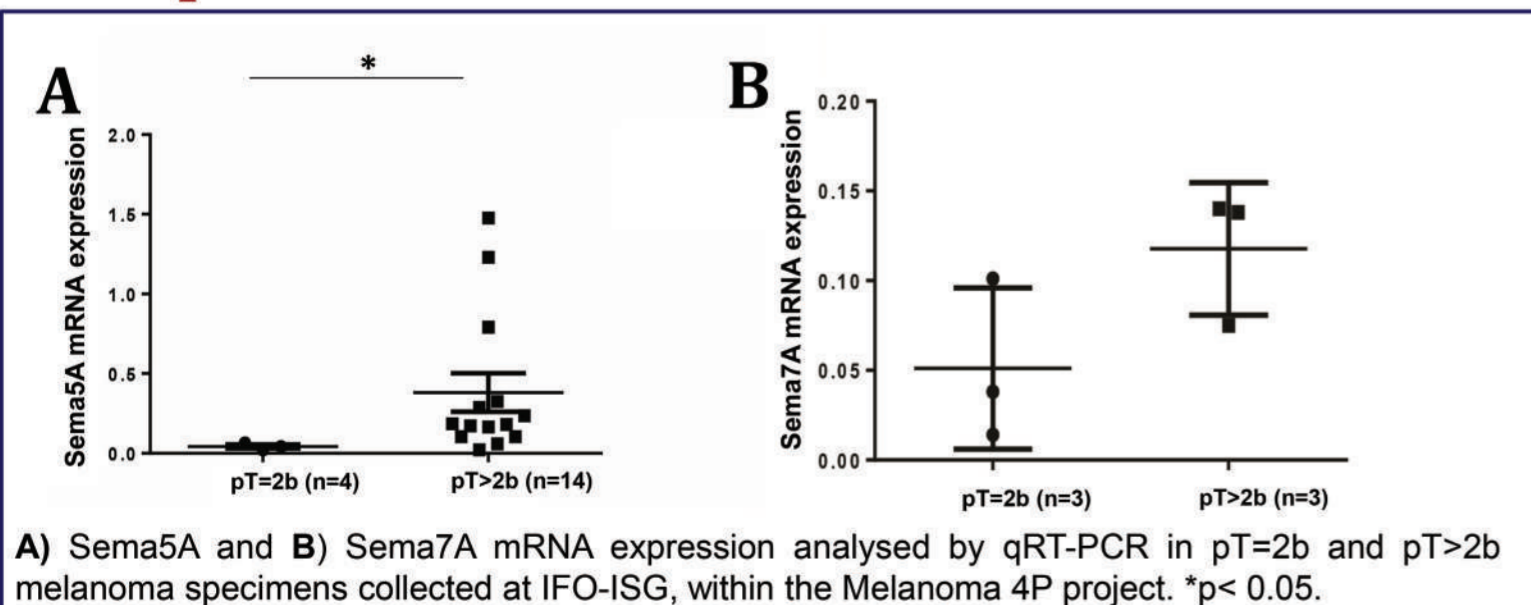 A
*
Sema5A mRNA expression
2.0
1.5
1.0
0.5
0.0
pT=2b (n=4)
pT>2b (n=14)
B
Sema7A mRNA expression
0.20
0.15
0.10
0.05
0.00
pT=2b (n=3)
pT>2b (n=3)
A) Sema5A and B) Sema7A mRNA expression analysed by qRT-PCR in pT=2b and pT>2b
melanoma specimens collected at IFO-ISG, within the Melanoma 4P project. *p< 0.05.